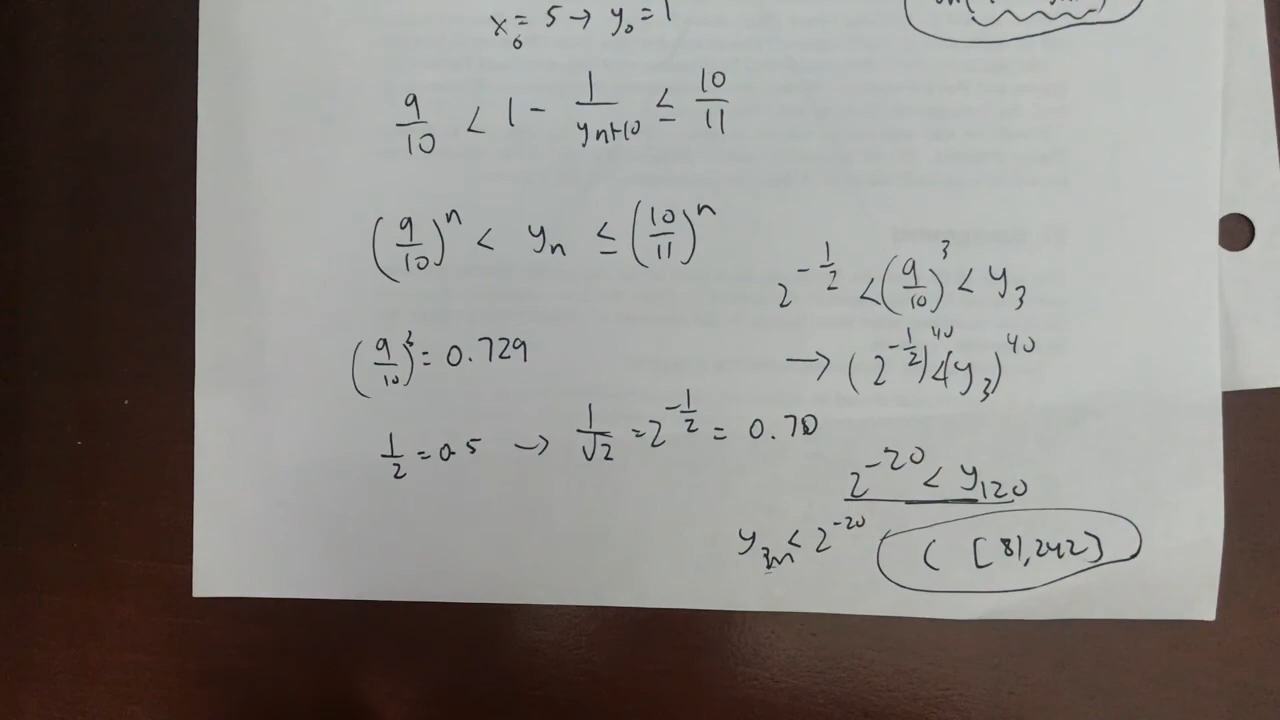 x₀ = 5 → y₀ = 1
9/10 < 1 - 1/(yn+10) ≤ 10/11
(9/10)ⁿ < yₙ ≤ (10/11)ⁿ
2^(-1/2) < (9/10)³ < y₃
(9/10)³ = 0.729
→ (2^(-1/2))^40 < (y₃)^40
1/2 = 0.5 → 1/√2 = 2^(-1/2) = 0.70
2^(-20) < y₁₂₀
y₃ₙ < 2^(-20)
( [81,242]